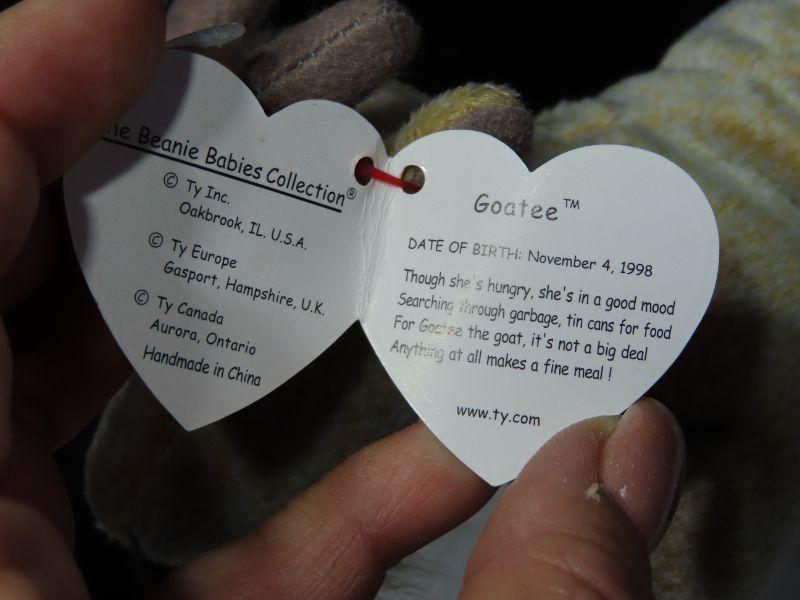 Beanie Babies Collection®
© Ty Inc.
Oakbrook, IL. U.S.A.
© Ty Europe
Gasport, Hampshire, U.K.
© Ty Canada
Aurora, Ontario
Handmade in China
Goatee™
DATE OF BIRTH: November 4, 1998
Though she's hungry, she's in a good mood
Searching through garbage, tin cans for food
For Goatee the goat, it's not a big deal
Anything at all makes a fine meal !
www.ty.com